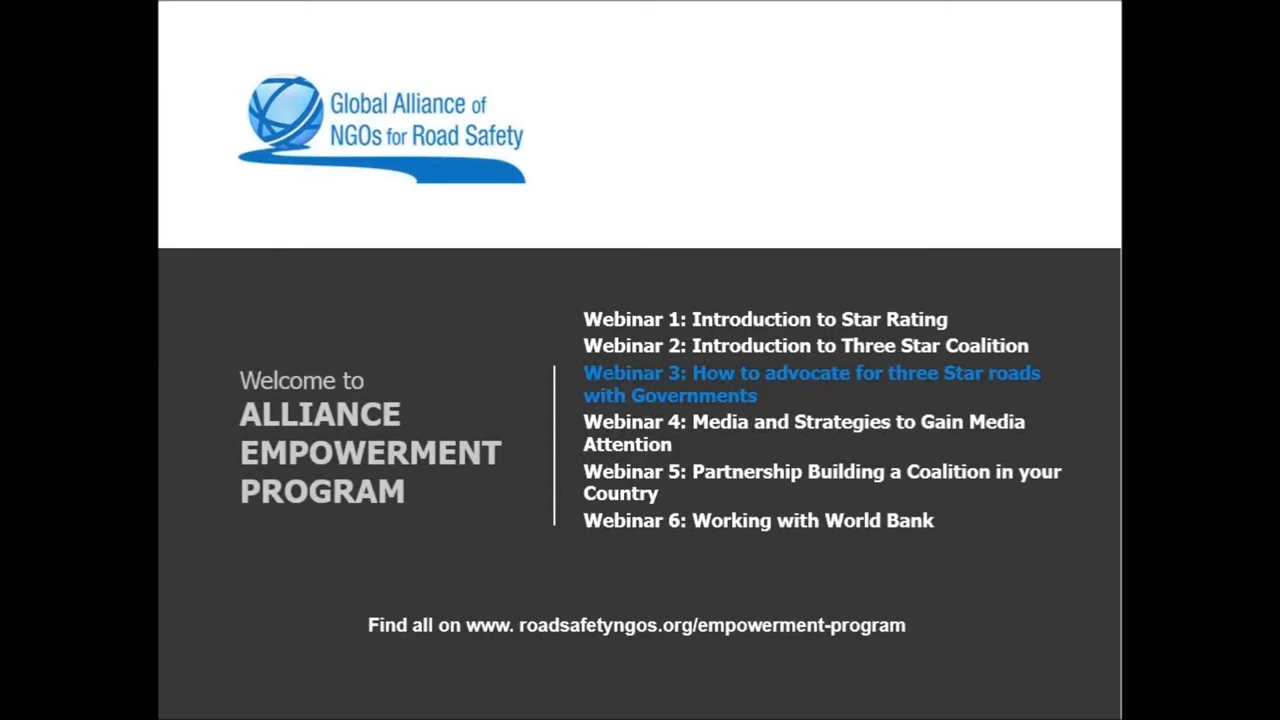 Global Alliance of
NGOs for Road Safety
Welcome to
ALLIANCE
EMPOWERMENT
PROGRAM
Webinar 1: Introduction to Star Rating
Webinar 2: Introduction to Three Star Coalition
Webinar 3: How to advocate for three Star roads
with Governments
Webinar 4: Media and Strategies to Gain Media
Attention
Webinar 5: Partnership Building a Coalition in your
Country
Webinar 6: Working with World Bank
Find all on www. roadsafetyngos.org/empowerment-program